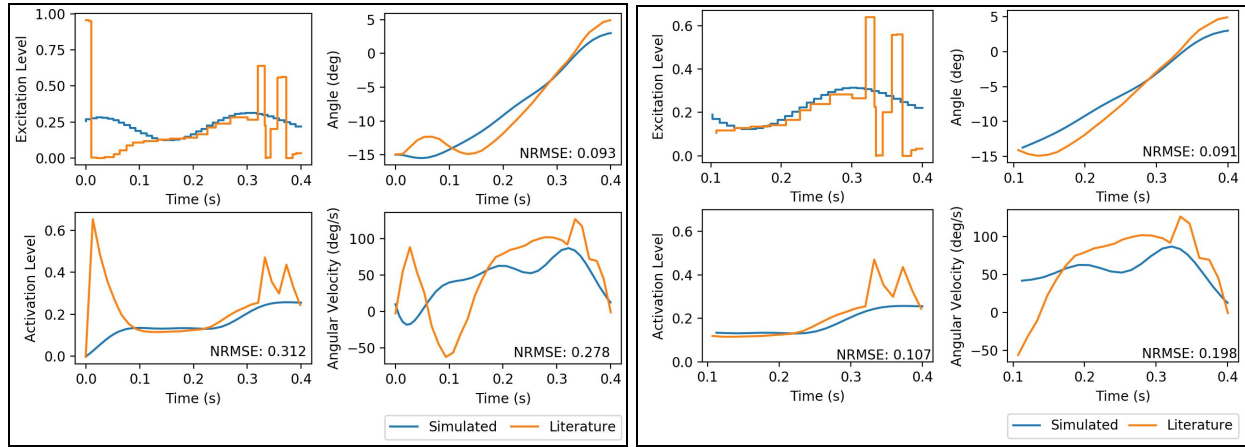 Excitation Level
1.00
0.75
0.50
0.25
0.00
0.0 0.1 0.2 0.3 0.4
Time (s)
Angle (deg)
5
0
−5
−10
−15
NRMSE: 0.093
0.0 0.1 0.2 0.3 0.4
Time (s)
Activation Level
0.6
0.4
0.2
0.0
NRMSE: 0.312
0.0 0.1 0.2 0.3 0.4
Time (s)
Angular Velocity (deg/s)
100
50
0
−50
NRMSE: 0.278
0.0 0.1 0.2 0.3 0.4
Time (s)
Simulated Literature
Excitation Level
0.6
0.4
0.2
0.0
0.1 0.2 0.3 0.4
Time (s)
Angle (deg)
5
0
−5
−10
−15
NRMSE: 0.091
0.1 0.2 0.3 0.4
Time (s)
Activation Level
0.6
0.4
0.2
0.0
NRMSE: 0.107
0.1 0.2 0.3 0.4
Time (s)
Angular Velocity (deg/s)
100
50
0
−50
NRMSE: 0.198
0.1 0.2 0.3 0.4
Time (s)
Simulated Literature